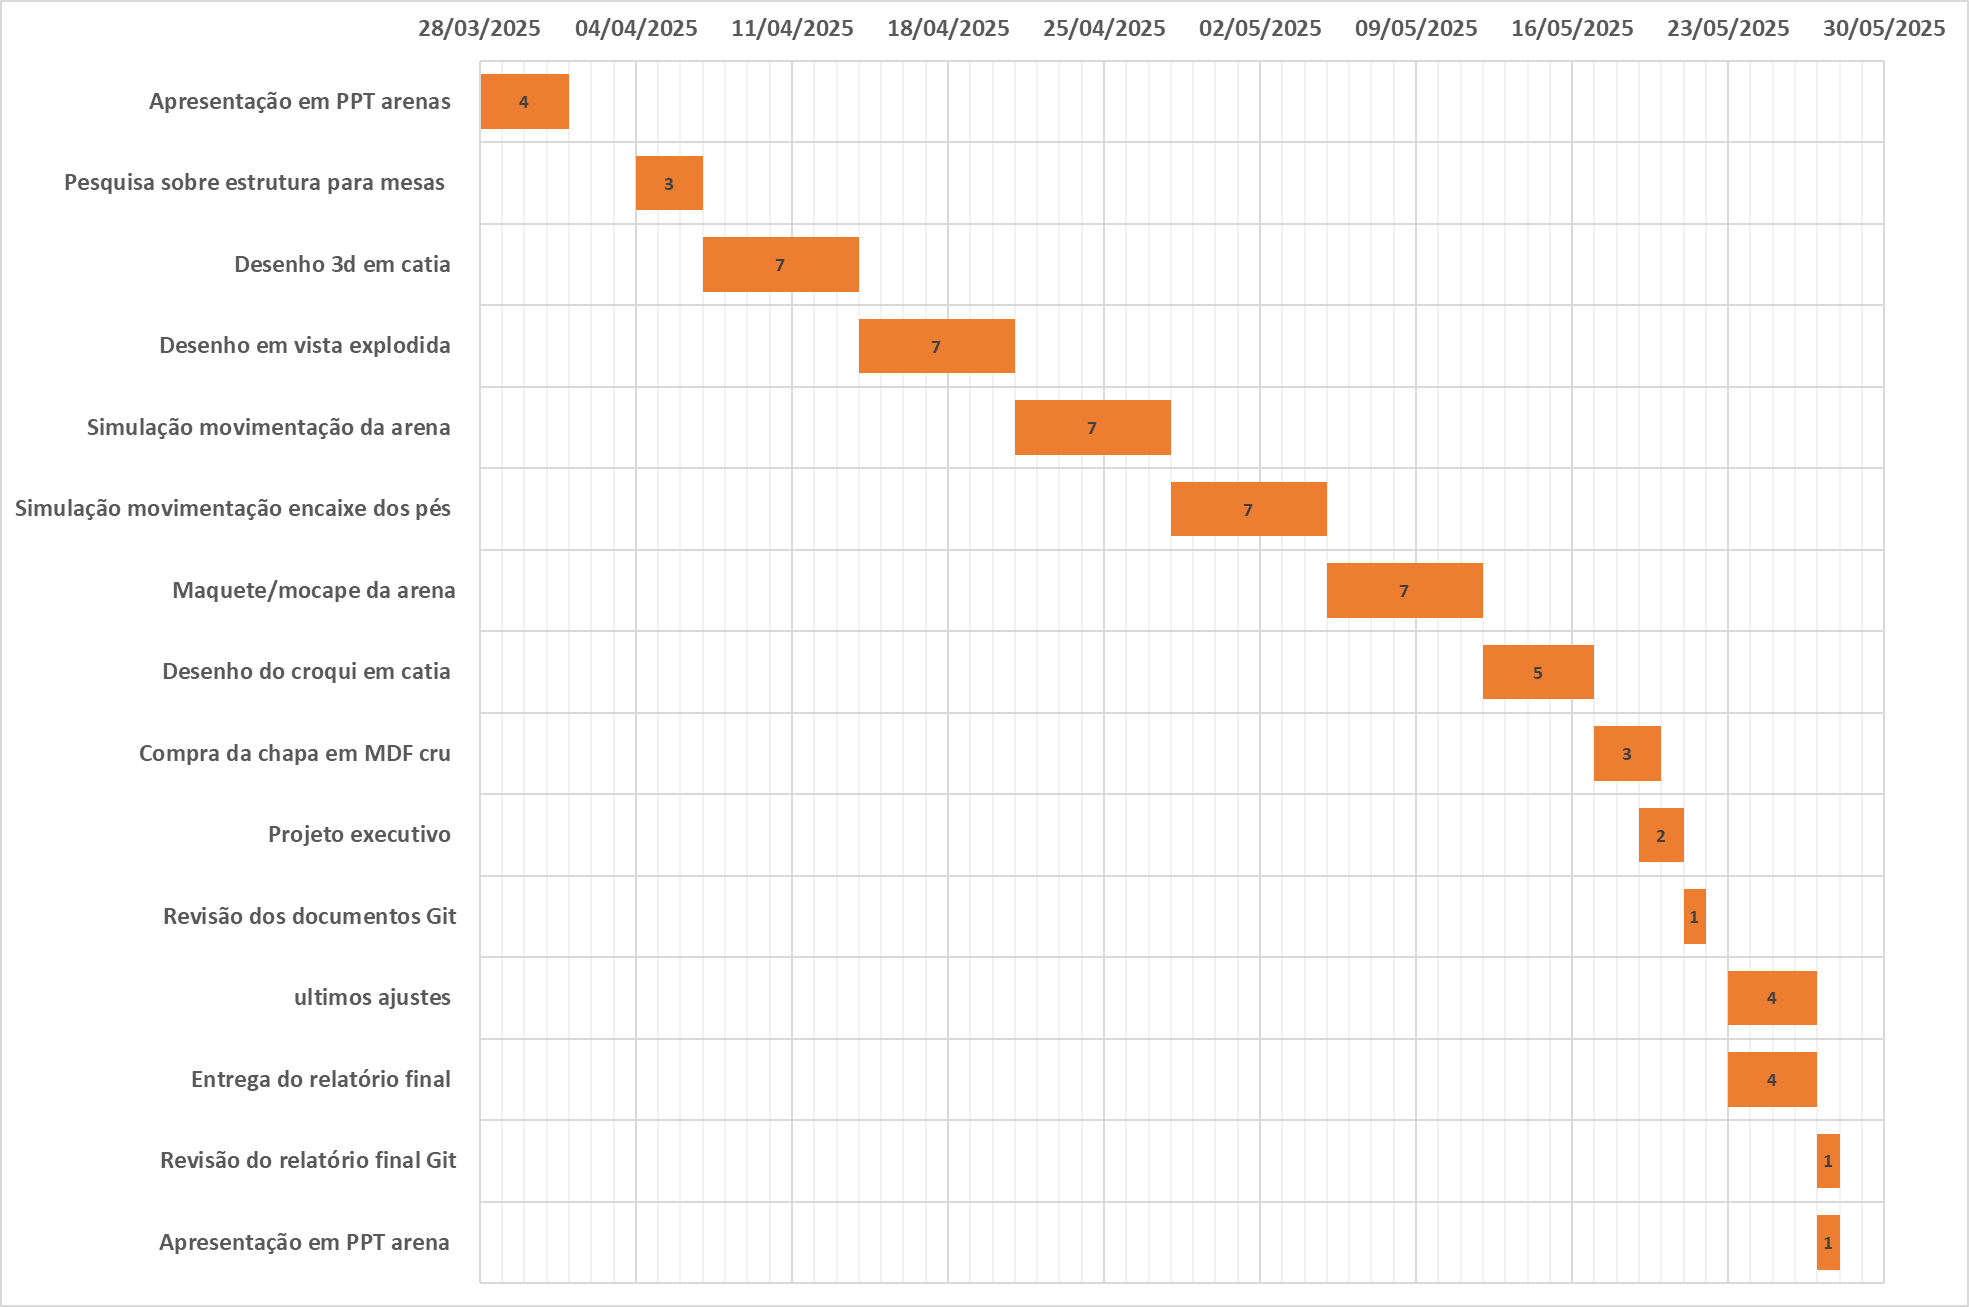 28/03/2025 04/04/2025 11/04/2025 18/04/2025 25/04/2025 02/05/2025 09/05/2025 16/05/2025 23/05/2025 30/05/2025
Apresentação em PPT arenas 4
Pesquisa sobre estrutura para mesas 3
Desenho 3d em catia 7
Desenho em vista explodida 7
Simulação movimentação da arena 7
Simulação movimentação encaixe dos pés 7
Maquete/mocape da arena 7
Desenho do croqui em catia 5
Compra da chapa em MDF cru 3
Projeto executivo 2
Revisão dos documentos Git 1
ultimos ajustes 4
Entrega do relatório final 4
Revisão do relatório final Git 1
Apresentação em PPT arena 1